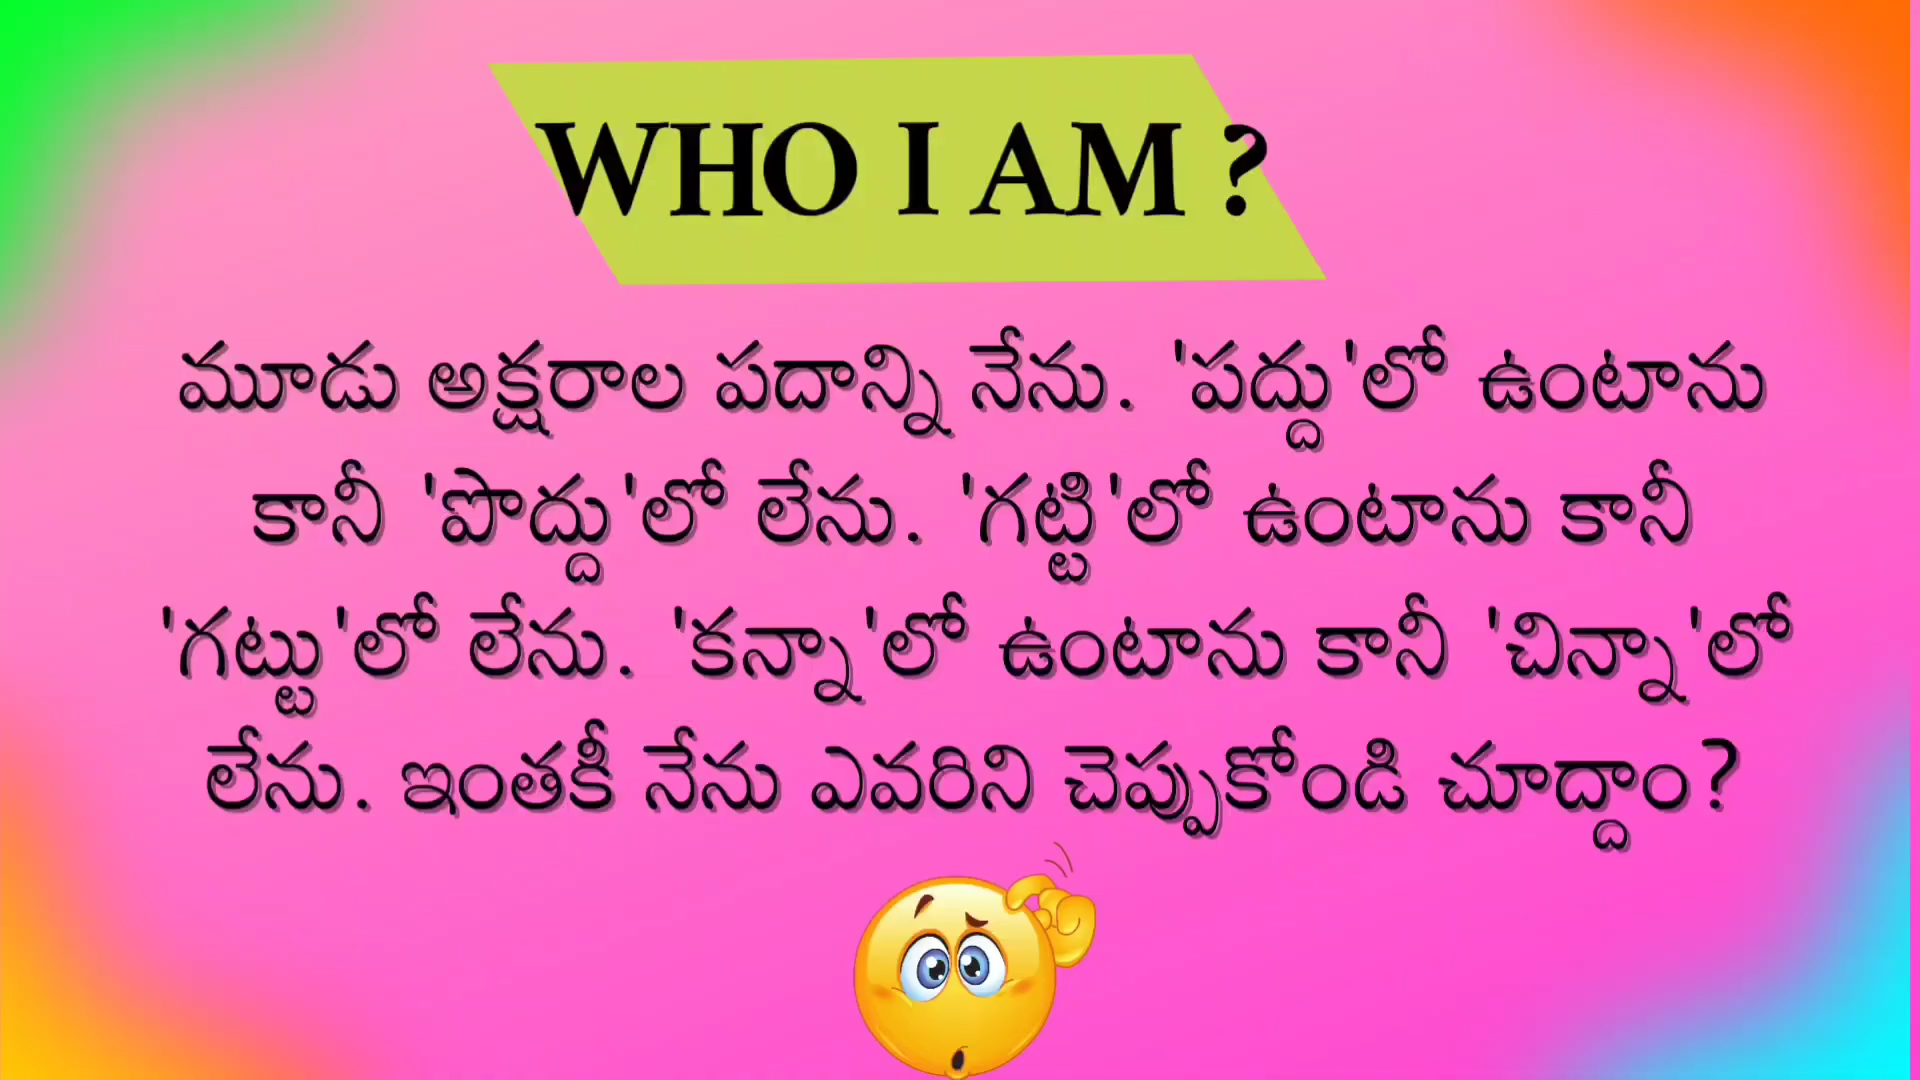 WHO I AM ?
మూడు అక్షరాల పదాన్ని నేను. 'పద్దు'లో ఉంటాను
కానీ 'పొద్దు'లో లేను. 'గట్టి'లో ఉంటాను కానీ
'గట్టు'లో లేను. 'కన్నా'లో ఉంటాను కానీ 'చిన్నా'లో
లేను. ఇంతకీ నేను ఎవరిని చెప్పుకోండి చూద్దాం?